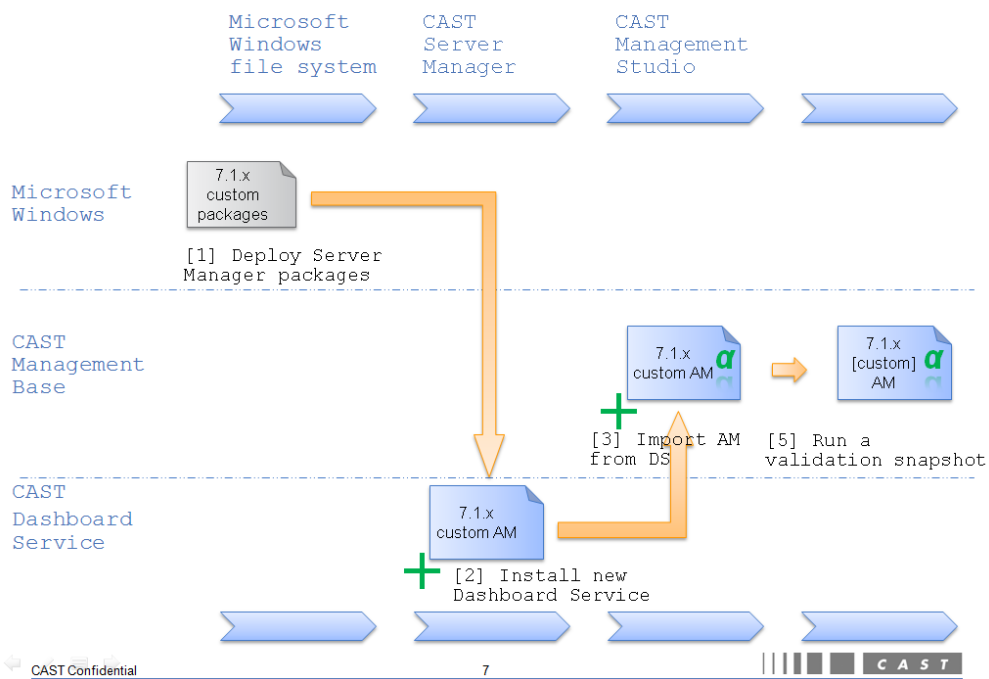 Microsoft
Windows
file system
CAST
Server
Manager
CAST
Management
Studio
Microsoft
Windows
7.1.x
custom
packages
[1] Deploy Server
Manager packages
CAST
Management
Base
7.1.x
custom AM
α
7.1.x
[custom]
AM
α
[3] Import AM
from DS
[5] Run a
validation snapshot
CAST
Dashboard
Service
7.1.x
custom AM
[2] Install new
Dashboard Service
CAST Confidential
7
CAST